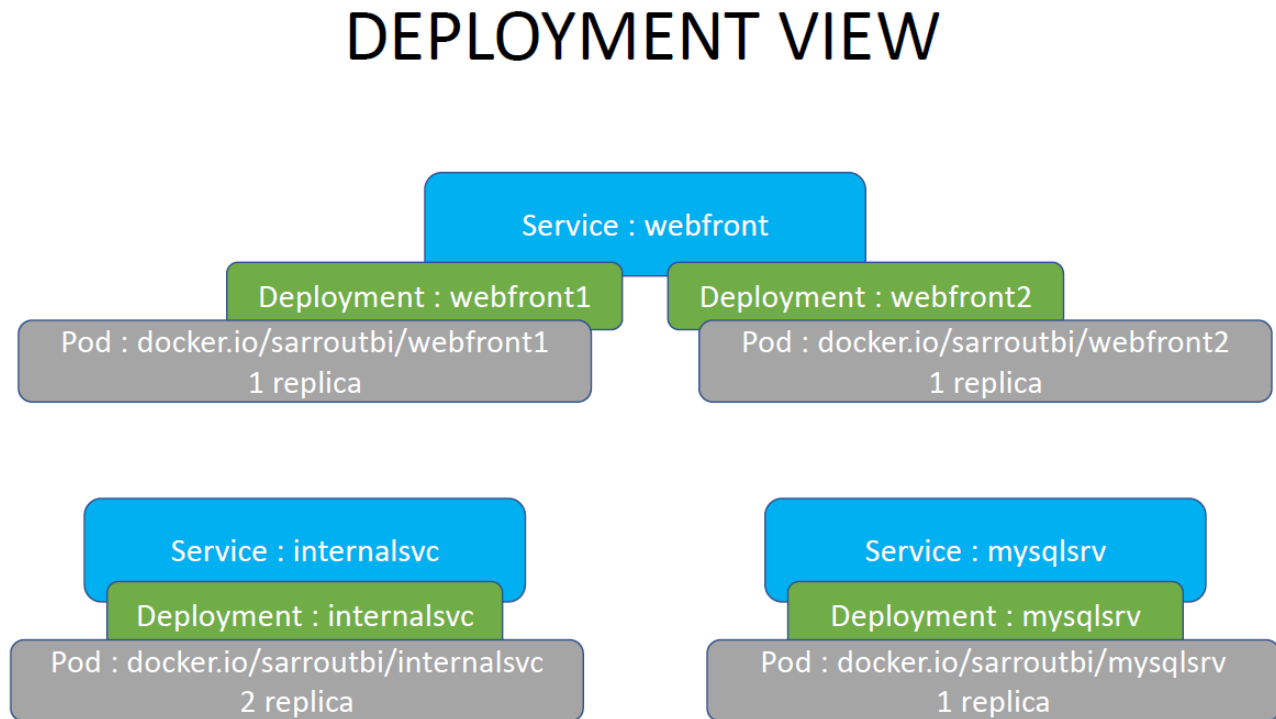 DEPLOYMENT VIEW
Service : webfront
Deployment : webfront1
Deployment : webfront2
Pod : docker.io/sarroutbi/webfront1
1 replica
Pod : docker.io/sarroutbi/webfront2
1 replica
Service : internalsvc
Deployment : internalsvc
Pod : docker.io/sarroutbi/internalsvc
2 replica
Service : mysqlsrv
Deployment : mysqlsrv
Pod : docker.io/sarroutbi/mysqlsrv
1 replica